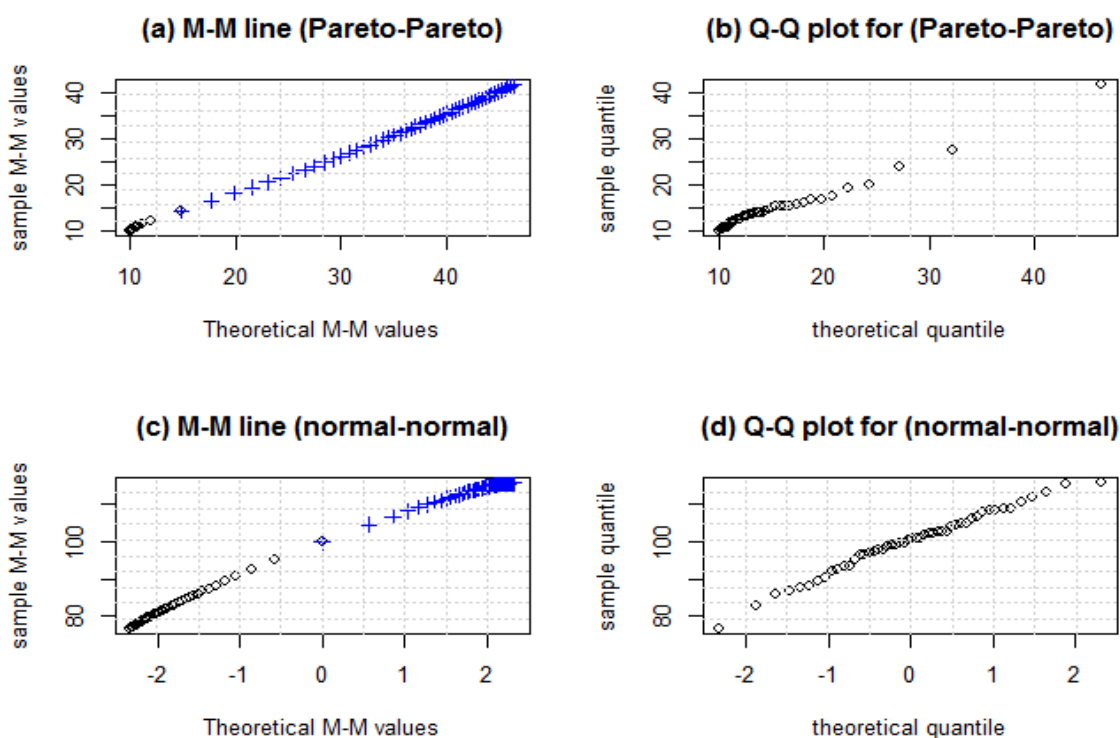 (a) M-M line (Pareto-Pareto)
sample M-M values
40
30
20
10
10 20 30 40
Theoretical M-M values
(b) Q-Q plot for (Pareto-Pareto)
sample quantile
40
30
20
10
10 20 30 40
theoretical quantile
(c) M-M line (normal-normal)
sample M-M values
100
80
-2 -1 0 1 2
Theoretical M-M values
(d) Q-Q plot for (normal-normal)
sample quantile
100
80
-2 -1 0 1 2
theoretical quantile